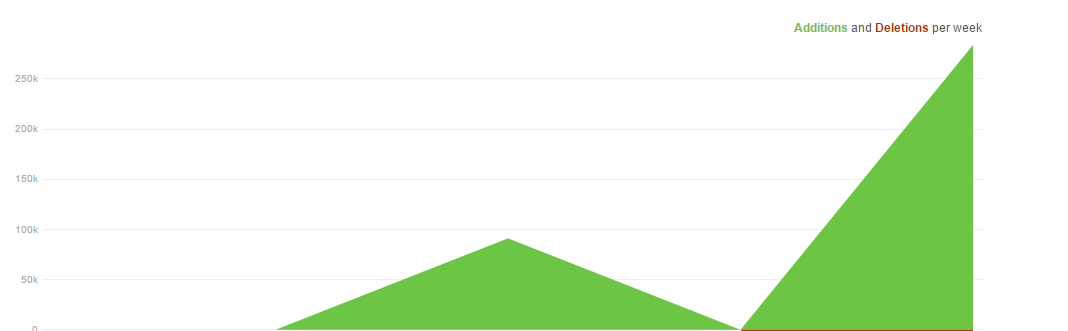 Additions and Deletions per week
250k
200k
150k
100k
50k
0